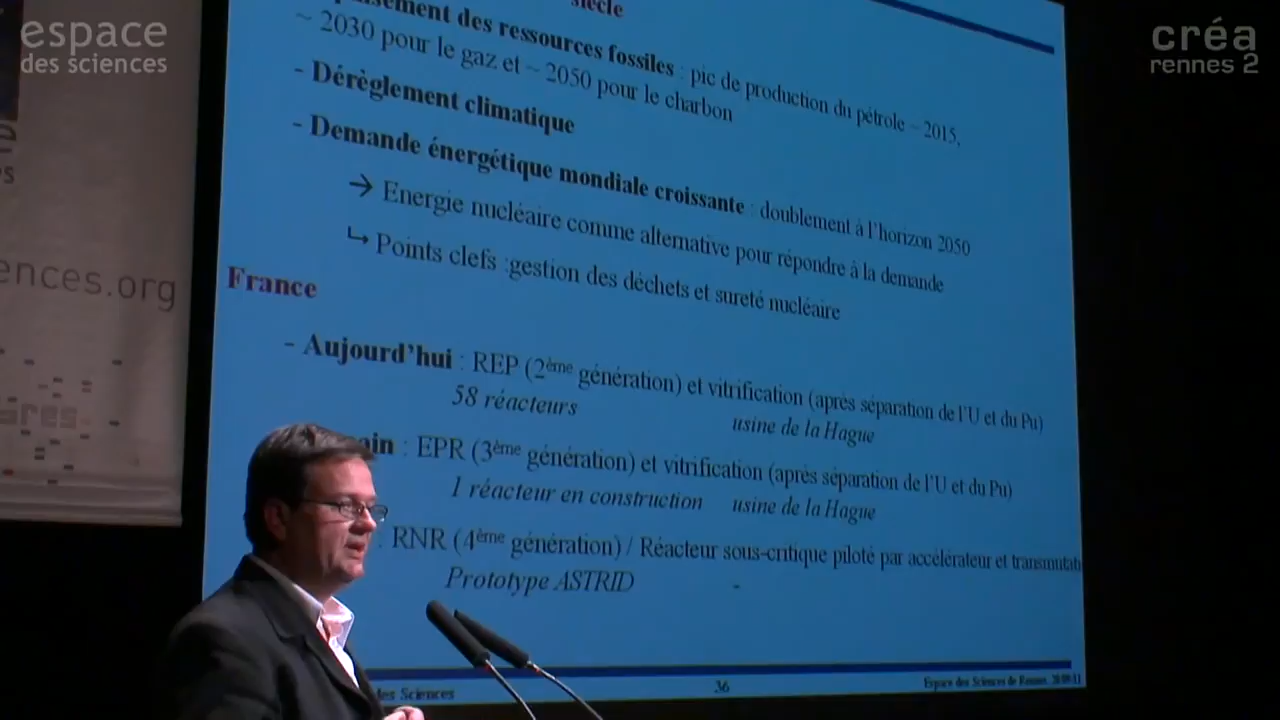 espace
des sciences
créa
rennes 2
siècle
des ressources fossiles : pic de production du pétrole ~ 2015,
~ 2030 pour le gaz et ~ 2050 pour le charbon
- Dérèglement climatique
- Demande énergétique mondiale croissante : doublement à l'horizon 2050
→ Energie nucléaire comme alternative pour répondre à la demande
↳ Points clefs :gestion des déchets et sureté nucléaire
ences.org
France
- Aujourd'hui : REP (2ème génération) et vitrification (après séparation de l'U et du Pu)
58 réacteurs usine de la Hague
ain : EPR (3ème génération) et vitrification (après séparation de l'U et du Pu)
1 réacteur en construction usine de la Hague
: RNR (4ème génération) / Réacteur sous-critique piloté par accélérateur et transmutati
Prototype ASTRID -
des Sciences 36 Espace des Sciences de Rennes,